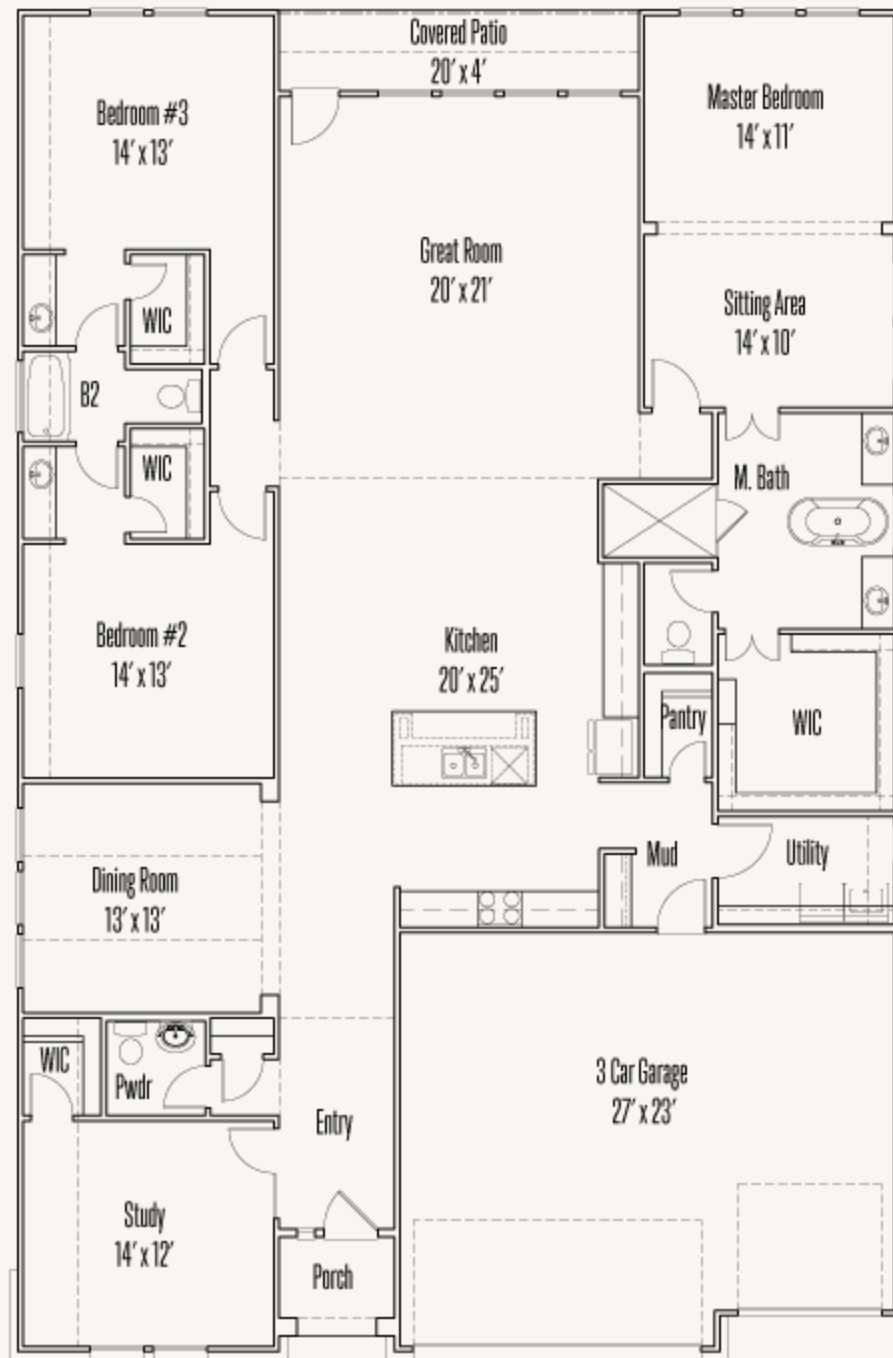 Covered Patio
20' x 4'
Bedroom #3
14' x 13'
Master Bedroom
14' x 11'
Great Room
20' x 21'
Sitting Area
14' x 10'
WIC
B2
WIC
M. Bath
Bedroom #2
14' x 13'
Kitchen
20' x 25'
Pantry
WIC
Dining Room
13' x 13'
Mud
Utility
WIC
Pwdr
3 Car Garage
27' x 23'
Entry
Study
14' x 12'
Porch